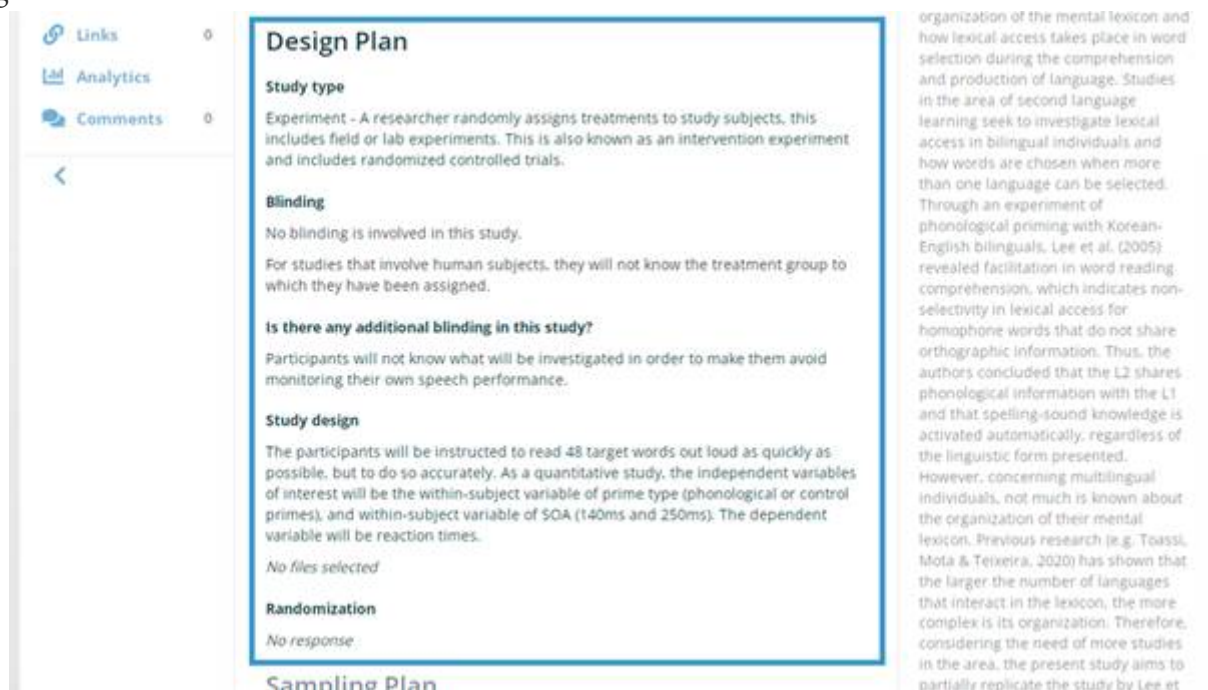 Links 0
Analytics
Comments 0
Design Plan
Study type
Experiment - A researcher randomly assigns treatments to study subjects, this
includes field or lab experiments. This is also known as an intervention experiment
and includes randomized controlled trials.
Blinding
No blinding is involved in this study.
For studies that involve human subjects, they will not know the treatment group to
which they have been assigned.
Is there any additional blinding in this study?
Participants will not know what will be investigated in order to make them avoid
monitoring their own speech performance.
Study design
The participants will be instructed to read 48 target words out loud as quickly as
possible, but to do so accurately. As a quantitative study, the independent variables
of interest will be the within-subject variable of prime type (phonological or control
primes), and within-subject variable of SOA (140ms and 250ms). The dependent
variable will be reaction times.
No files selected
Randomization
No response
Sampling Plan
organization of the mental lexicon and
how lexical access takes place in word
selection during the comprehension
and production of language. Studies
in the area of second language
learning seek to investigate lexical
access in bilingual individuals and
how words are chosen when more
than one language can be selected.
Through an experiment of
phonological priming with Korean-
English bilinguals, Lee et al. (2005)
revealed facilitation in word reading
comprehension, which indicates non-
selectivity in lexical access for
homophone words that do not share
orthographic information. Thus, the
authors concluded that the L2 shares
phonological information with the L1
and that spelling-sound knowledge is
activated automatically, regardless of
the linguistic form presented.
However, concerning multilingual
individuals, not much is known about
the organization of their mental
lexicon. Previous research (e.g. Toassi,
Mota & Teixeira, 2020) has shown that
the larger the number of languages
that interact in the lexicon, the more
complex is its organization. Therefore,
considering the need of more studies
in the area, the present study aims to
partially replicate the study by Lee et